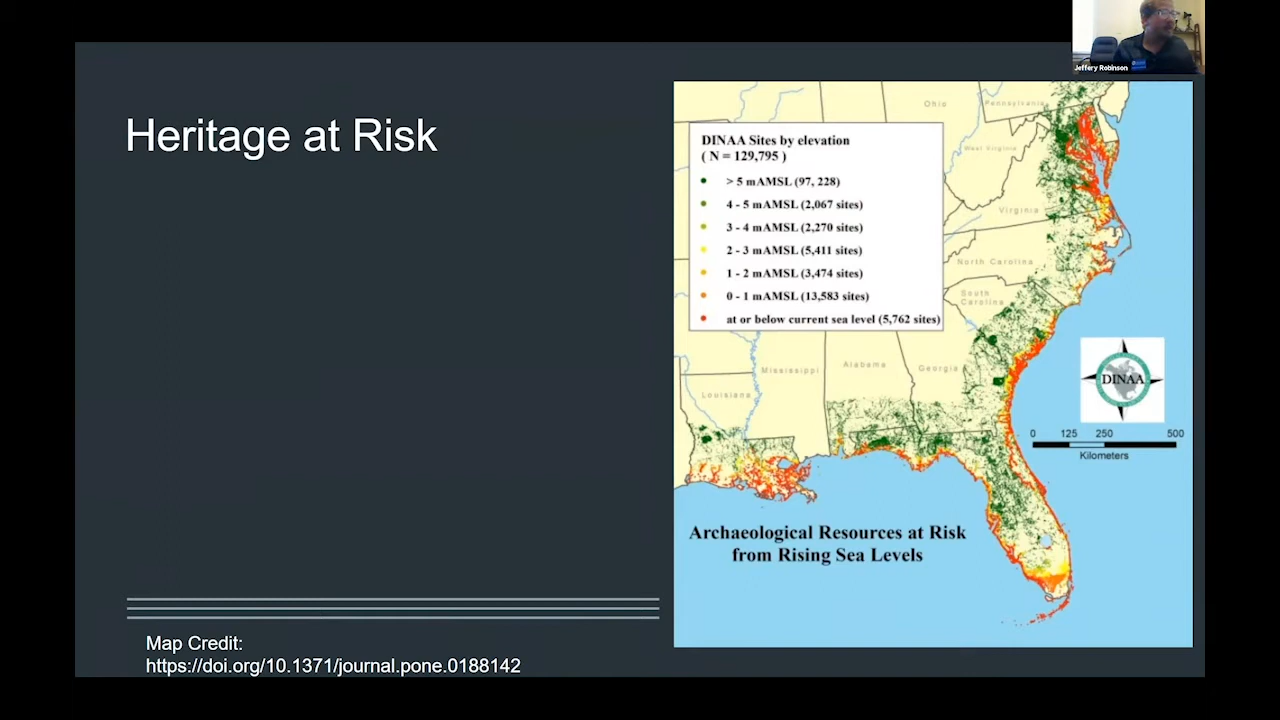 Jeffery Robinson
Heritage at Risk
DINAA Sites by elevation
( N = 129,795 )
> 5 mAMSL (97, 228)
4 - 5 mAMSL (2,067 sites)
3 - 4 mAMSL (2,270 sites)
2 - 3 mAMSL (5,411 sites)
1 - 2 mAMSL (3,474 sites)
0 - 1 mAMSL (13,583 sites)
at or below current sea level (5,762 sites)
Ohio
Pennsylvania
West Virginia
Virginia
North Carolina
South
Carolina
Mississippi
Alabama
Georgia
Louisiana
DINAA
0 125 250 500
Kilometers
Archaeological Resources at Risk
from Rising Sea Levels
Map Credit:
https://doi.org/10.1371/journal.pone.0188142